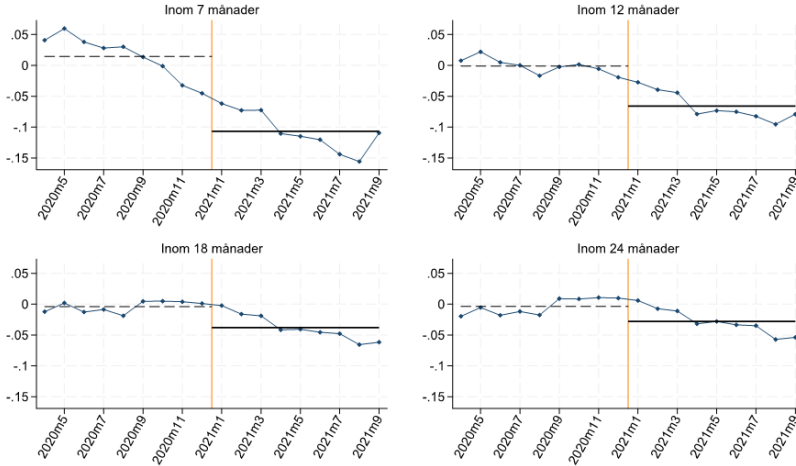 Inom 7 månader
.05
0
-.05
-.1
-.15
2020m5
2020m7
2020m9
2020m11
2021m1
2021m3
2021m5
2021m7
2021m9
Inom 12 månader
.05
0
-.05
-.1
-.15
2020m5
2020m7
2020m9
2020m11
2021m1
2021m3
2021m5
2021m7
2021m9
Inom 18 månader
.05
0
-.05
-.1
-.15
2020m5
2020m7
2020m9
2020m11
2021m1
2021m3
2021m5
2021m7
2021m9
Inom 24 månader
.05
0
-.05
-.1
-.15
2020m5
2020m7
2020m9
2020m11
2021m1
2021m3
2021m5
2021m7
2021m9